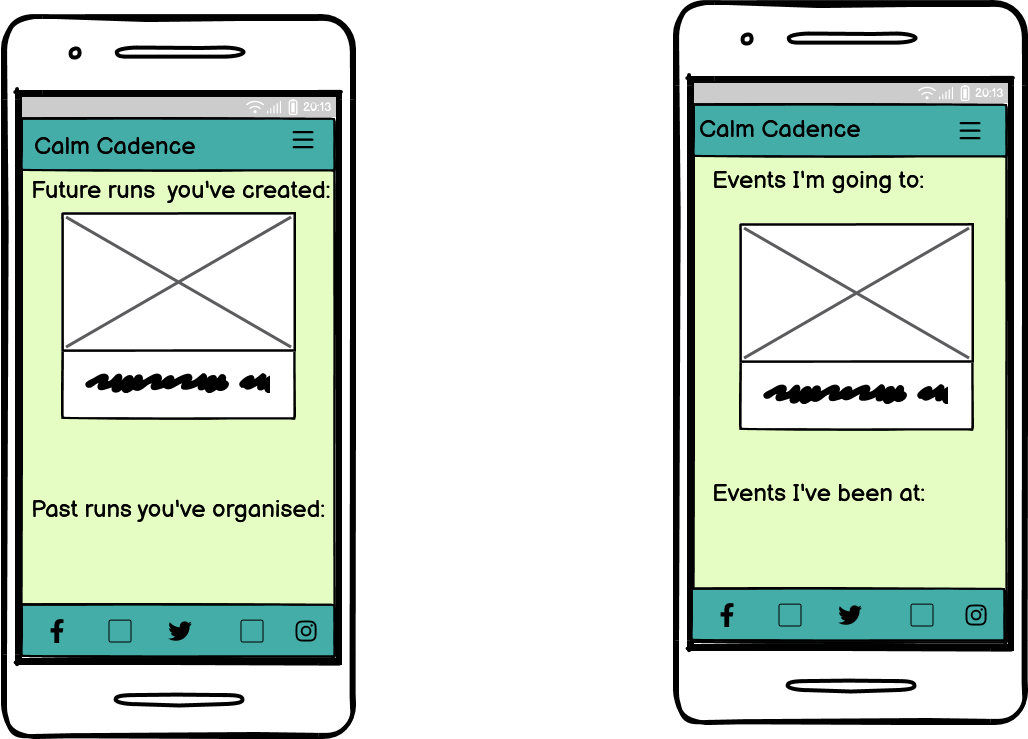 20:13
Calm Cadence
Future runs you've created:
Past runs you've organised:
20:13
Calm Cadence
Events I'm going to:
Events I've been at: